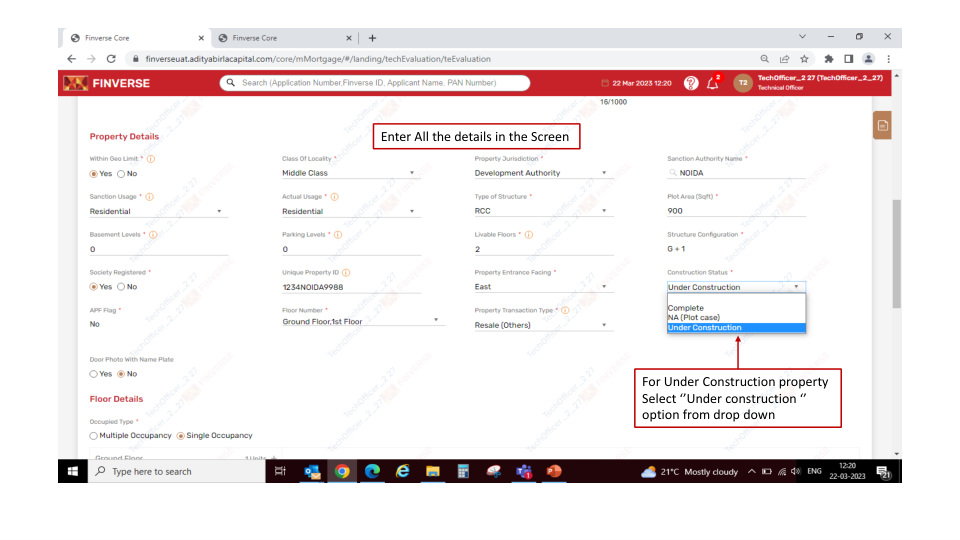 Finverse Core
Finverse Core
finverseuat.adityabirlacapital.com/core/mMortgage/#/landing/techEvaluation/teEvaluation
FINVERSE
Search (Application Number,Finverse ID, Applicant Name, PAN Number)
22 Mar 2023 12:20
2
T2
TechOfficer_2 27 (TechOfficer_2_27)
Technical Officer
16/1000
Enter All the details in the Screen
Property Details
Within Geo Limit *
Class Of Locality *
Property Jurisdiction *
Sanction Authority Name *
Yes No
Middle Class
Development Authority
NOIDA
Sanction Usage *
Actual Usage *
Type of Structure *
Plot Area (Sqft) *
Residential
Residential
RCC
900
Basement Levels *
Parking Levels *
Livable Floors *
Structure Configuration *
0
0
2
G + 1
Society Registered *
Unique Property ID
Property Entrance Facing *
Construction Status *
Yes No
1234NOIDA9988
East
Under Construction
APF Flag *
Floor Number *
Property Transaction Type *
Complete
NA (Plot case)
Under Construction
No
Ground Floor,1st Floor
Resale (Others)
Door Photo With Name Plate
Yes No
For Under Construction property
Select ‘’Under construction ‘’
option from drop down
Floor Details
Occupied Type *
Multiple Occupancy Single Occupancy
Ground Floor
1 Units +
Type here to search
21°C Mostly cloudy
ENG
12:20
22-03-2023
21